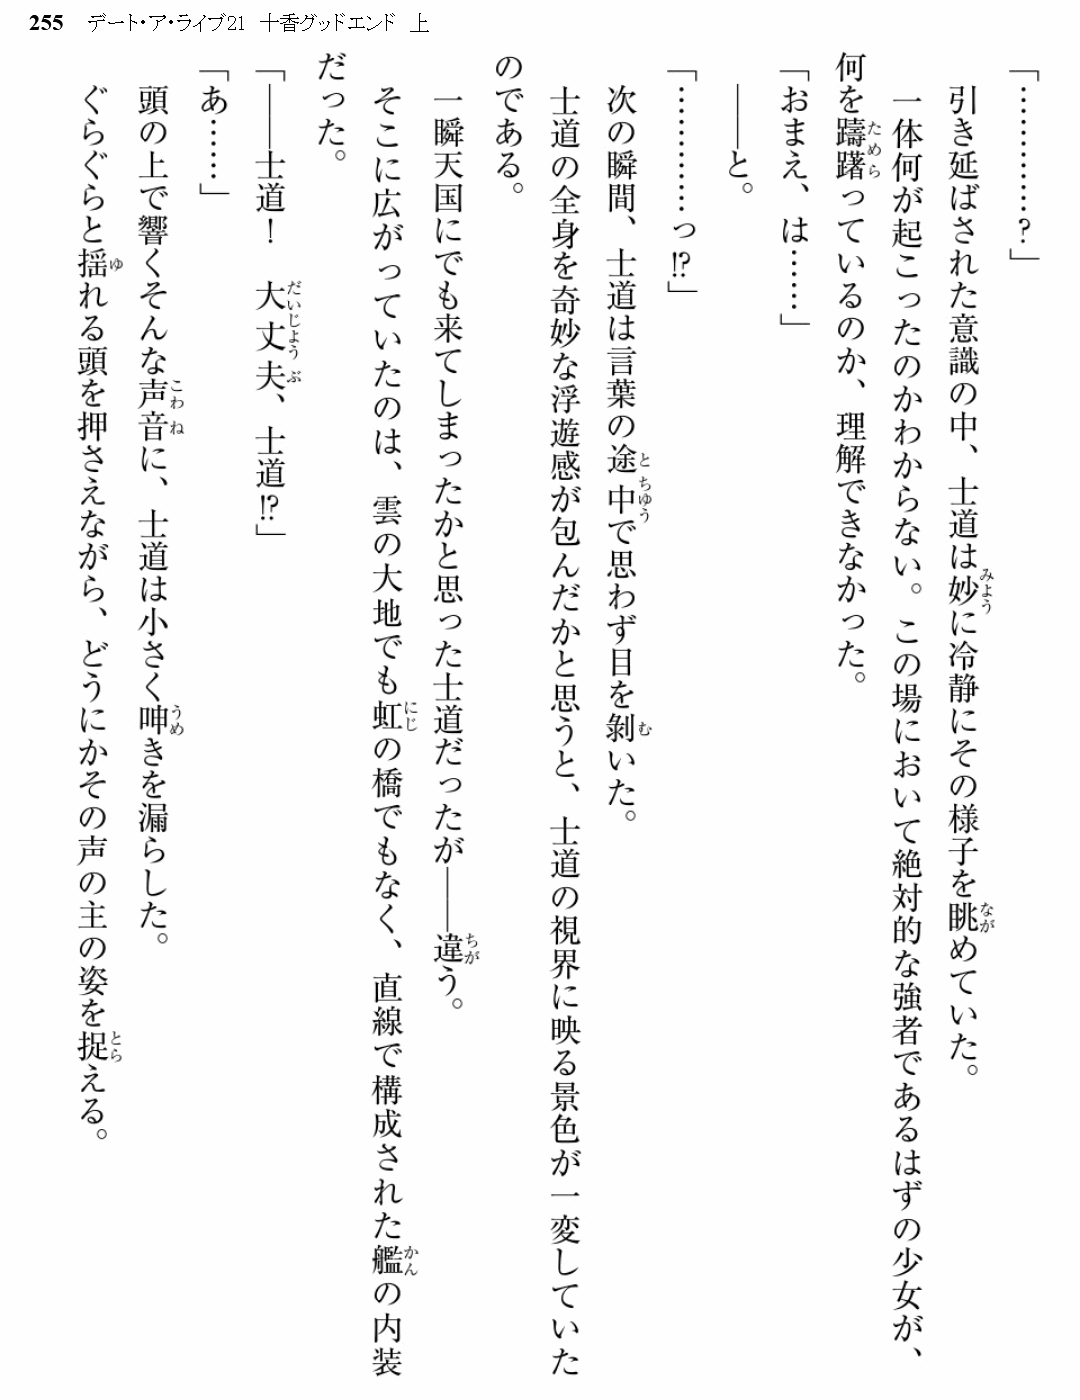 255　デート・ア・ライブ21　十香グッドエンド　上
「…………？」
引き延ばされた意識の中、士道は妙に冷静にその様子を眺めていた。
一体何が起こったのかわからない。この場において絶対的な強者であるはずの少女が、
何を躊躇っているのか、理解できなかった。
「おまえ、は……」
――と。
「…………っ!?」
次の瞬間、士道は言葉の途中で思わず目を剝いた。
士道の全身を奇妙な浮遊感が包んだかと思うと、士道の視界に映る景色が一変していた
のである。
一瞬天国にでも来てしまったかと思った士道だったが――違う。
そこに広がっていたのは、雲の大地でも虹の橋でもなく、直線で構成された艦の内装
だった。
「――士道！　大丈夫、士道!?」
「あ……」
頭の上で響くそんな声音に、士道は小さく呻きを漏らした。
ぐらぐらと揺れる頭を押さえながら、どうにかその声の主の姿を捉える。